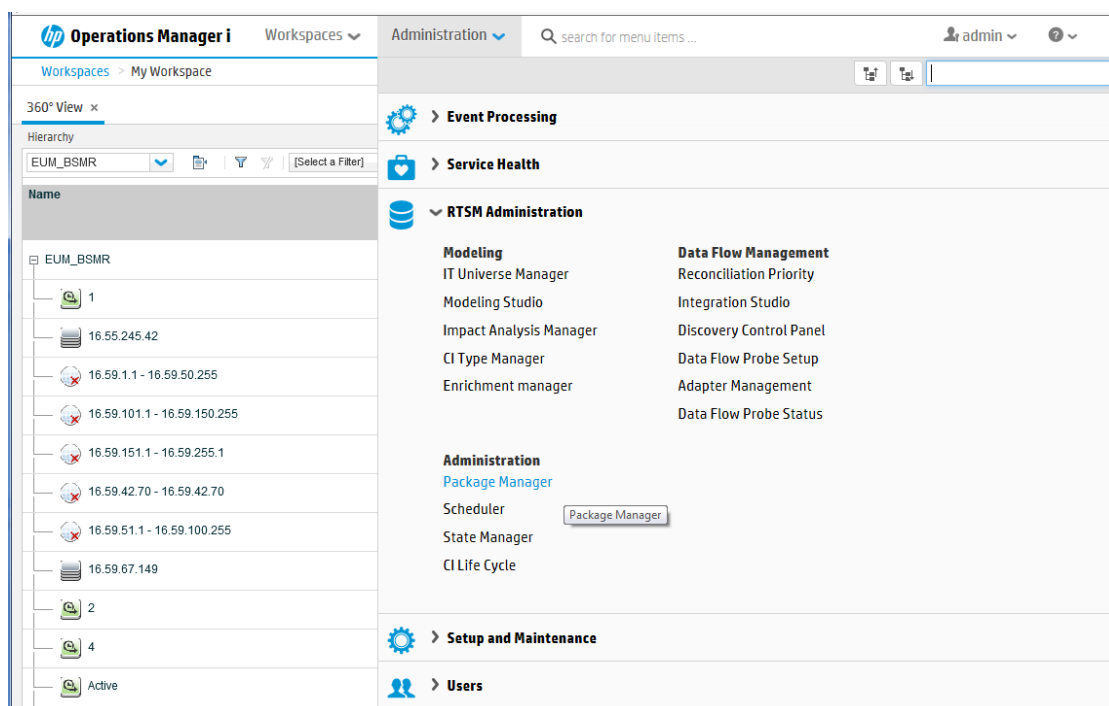 hp Operations Manager i Workspaces Administration search for menu items ... admin ?
Workspaces > My Workspace
360° View ×
Hierarchy
EUM_BSMR [Select a Filter]
Name
EUM_BSMR
1
16.55.245.42
16.59.1.1 - 16.59.50.255
16.59.101.1 - 16.59.150.255
16.59.151.1 - 16.59.255.1
16.59.42.70 - 16.59.42.70
16.59.51.1 - 16.59.100.255
16.59.67.149
2
4
Active
Event Processing
Service Health
RTSM Administration
Modeling
IT Universe Manager
Modeling Studio
Impact Analysis Manager
CI Type Manager
Enrichment manager
Data Flow Management
Reconciliation Priority
Integration Studio
Discovery Control Panel
Data Flow Probe Setup
Adapter Management
Data Flow Probe Status
Administration
Package Manager
Scheduler
Package Manager
State Manager
CI Life Cycle
Setup and Maintenance
Users